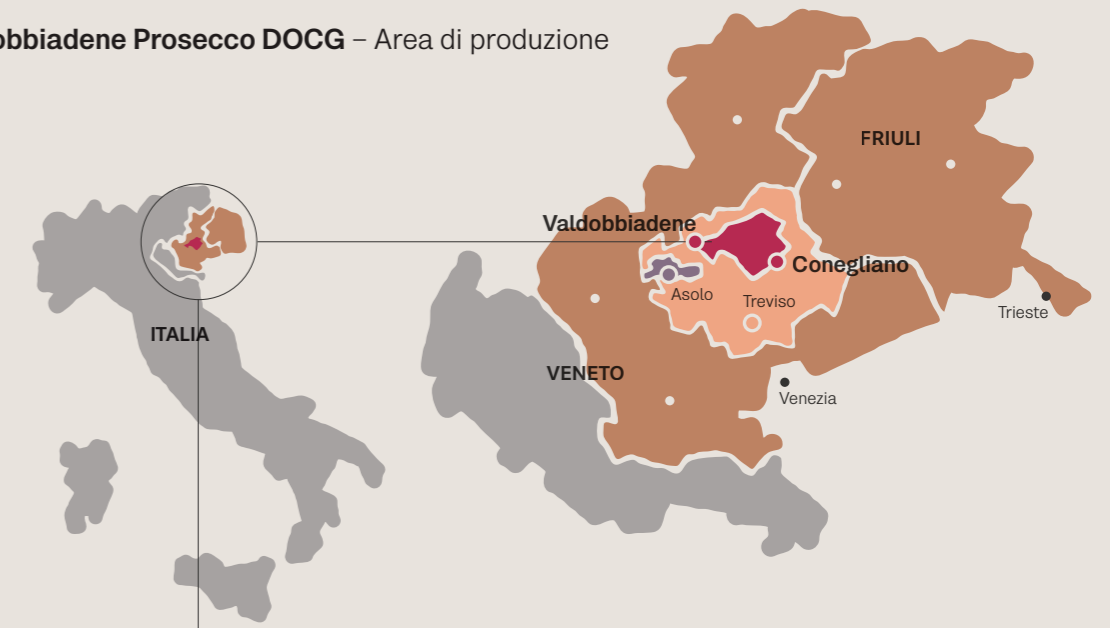 obbiadene Prosecco DOCG – Area di produzione
FRIULI
Valdobbiadene
Conegliano
Asolo
Treviso
Trieste
ITALIA
VENETO
Venezia